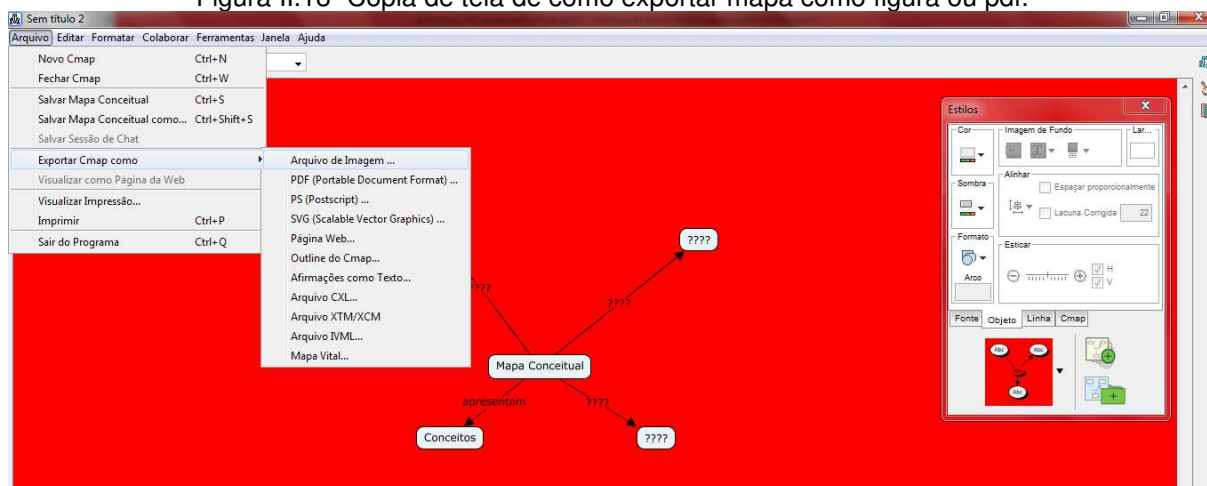 Figura II.18 Cópia de tela de como exportar mapa como figura ou pdf.
Sem título 2
Arquivo Editar Formatar Colaborar Ferramentas Janela Ajuda
Novo Cmap Ctrl+N
Fechar Cmap Ctrl+W
Salvar Mapa Conceitual Ctrl+S
Salvar Mapa Conceitual como... Ctrl+Shift+S
Salvar Sessão de Chat
Exportar Cmap como
Visualizar como Página da Web
Visualizar Impressão...
Imprimir Ctrl+P
Sair do Programa Ctrl+Q
Arquivo de Imagem ...
PDF (Portable Document Format) ...
PS (Postscript) ...
SVG (Scalable Vector Graphics) ...
Página Web...
Outline do Cmap...
Afirmações como Texto...
Arquivo CXL...
Arquivo XTM/XCM
Arquivo IVML...
Mapa Vital...
????
????
????
Mapa Conceitual
apresentam
????
Conceitos
????
Estilos
Cor
Imagem de Fundo
Lar...
Sombra
Alinhar
Espaçar proporcionalmente
Lacuna Corrigida 22
Formato
Esticar
Arco
H
V
Fonte Objeto Linha Cmap
Abc
Abc
Abc